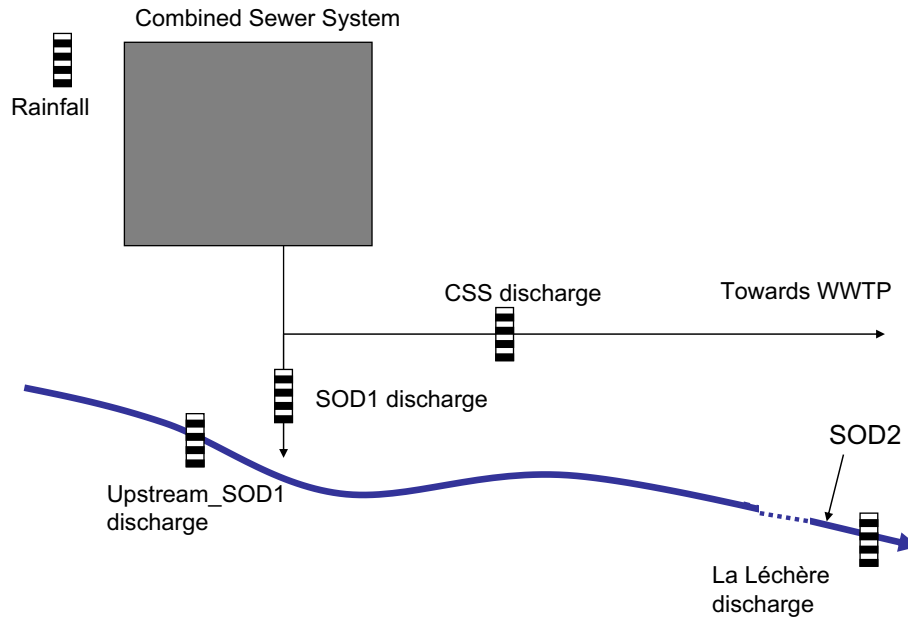 Combined Sewer System
Rainfall
CSS discharge
Towards WWTP
SOD1 discharge
SOD2
Upstream_SOD1
discharge
La Léchère
discharge